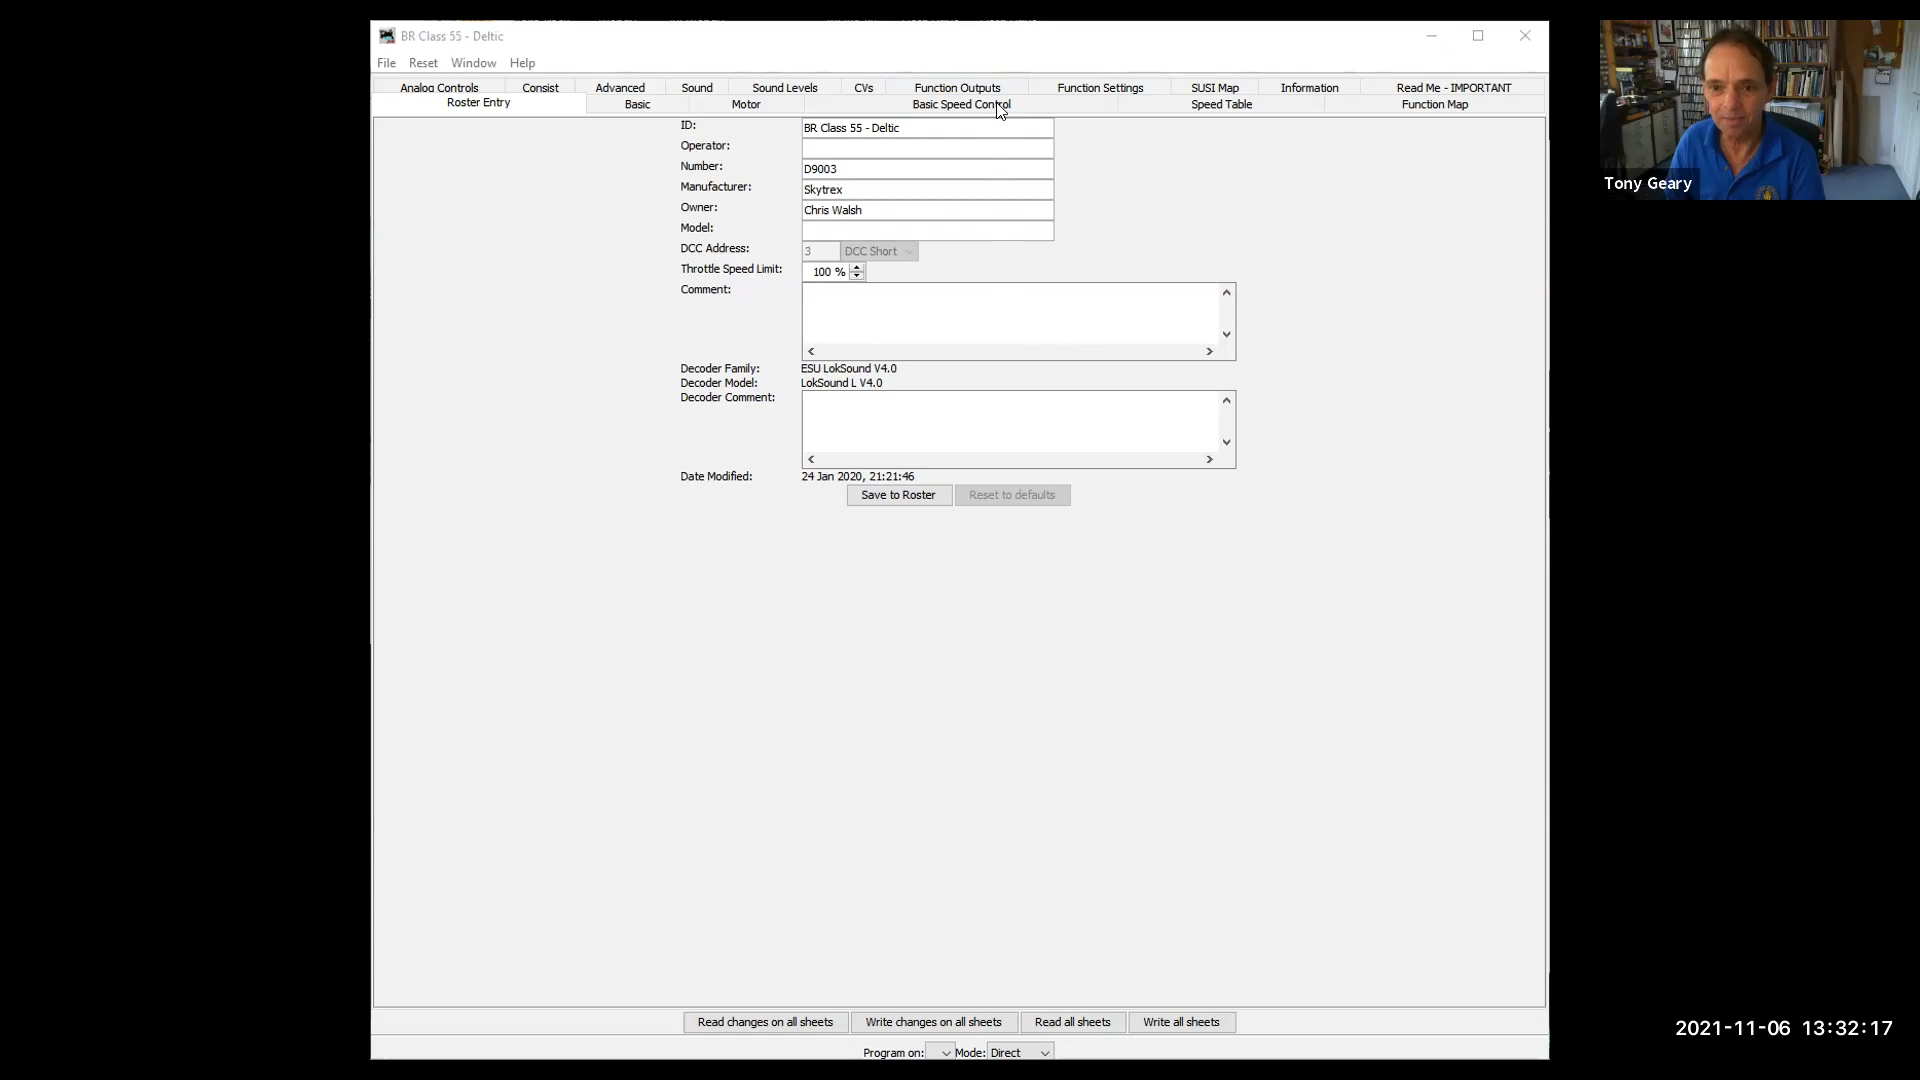 BR Class 55 - Deltic
File Reset Window Help
Analog Controls Consist Advanced Sound Sound Levels CVs Function Outputs Function Settings SUSI Map Information Read Me - IMPORTANT
Roster Entry Basic Motor Basic Speed Control Speed Table Function Map
ID: BR Class 55 - Deltic
Operator:
Number: D9003
Manufacturer: Skytrex
Owner: Chris Walsh
Model:
DCC Address: 3 DCC Short
Throttle Speed Limit: 100 %
Comment:
Decoder Family: ESU LokSound V4.0
Decoder Model: LokSound L V4.0
Decoder Comment:
Date Modified: 24 Jan 2020, 21:21:46
Save to Roster Reset to defaults
Read changes on all sheets Write changes on all sheets Read all sheets Write all sheets
Program on: Mode: Direct
Tony Geary
2021-11-06 13:32:17